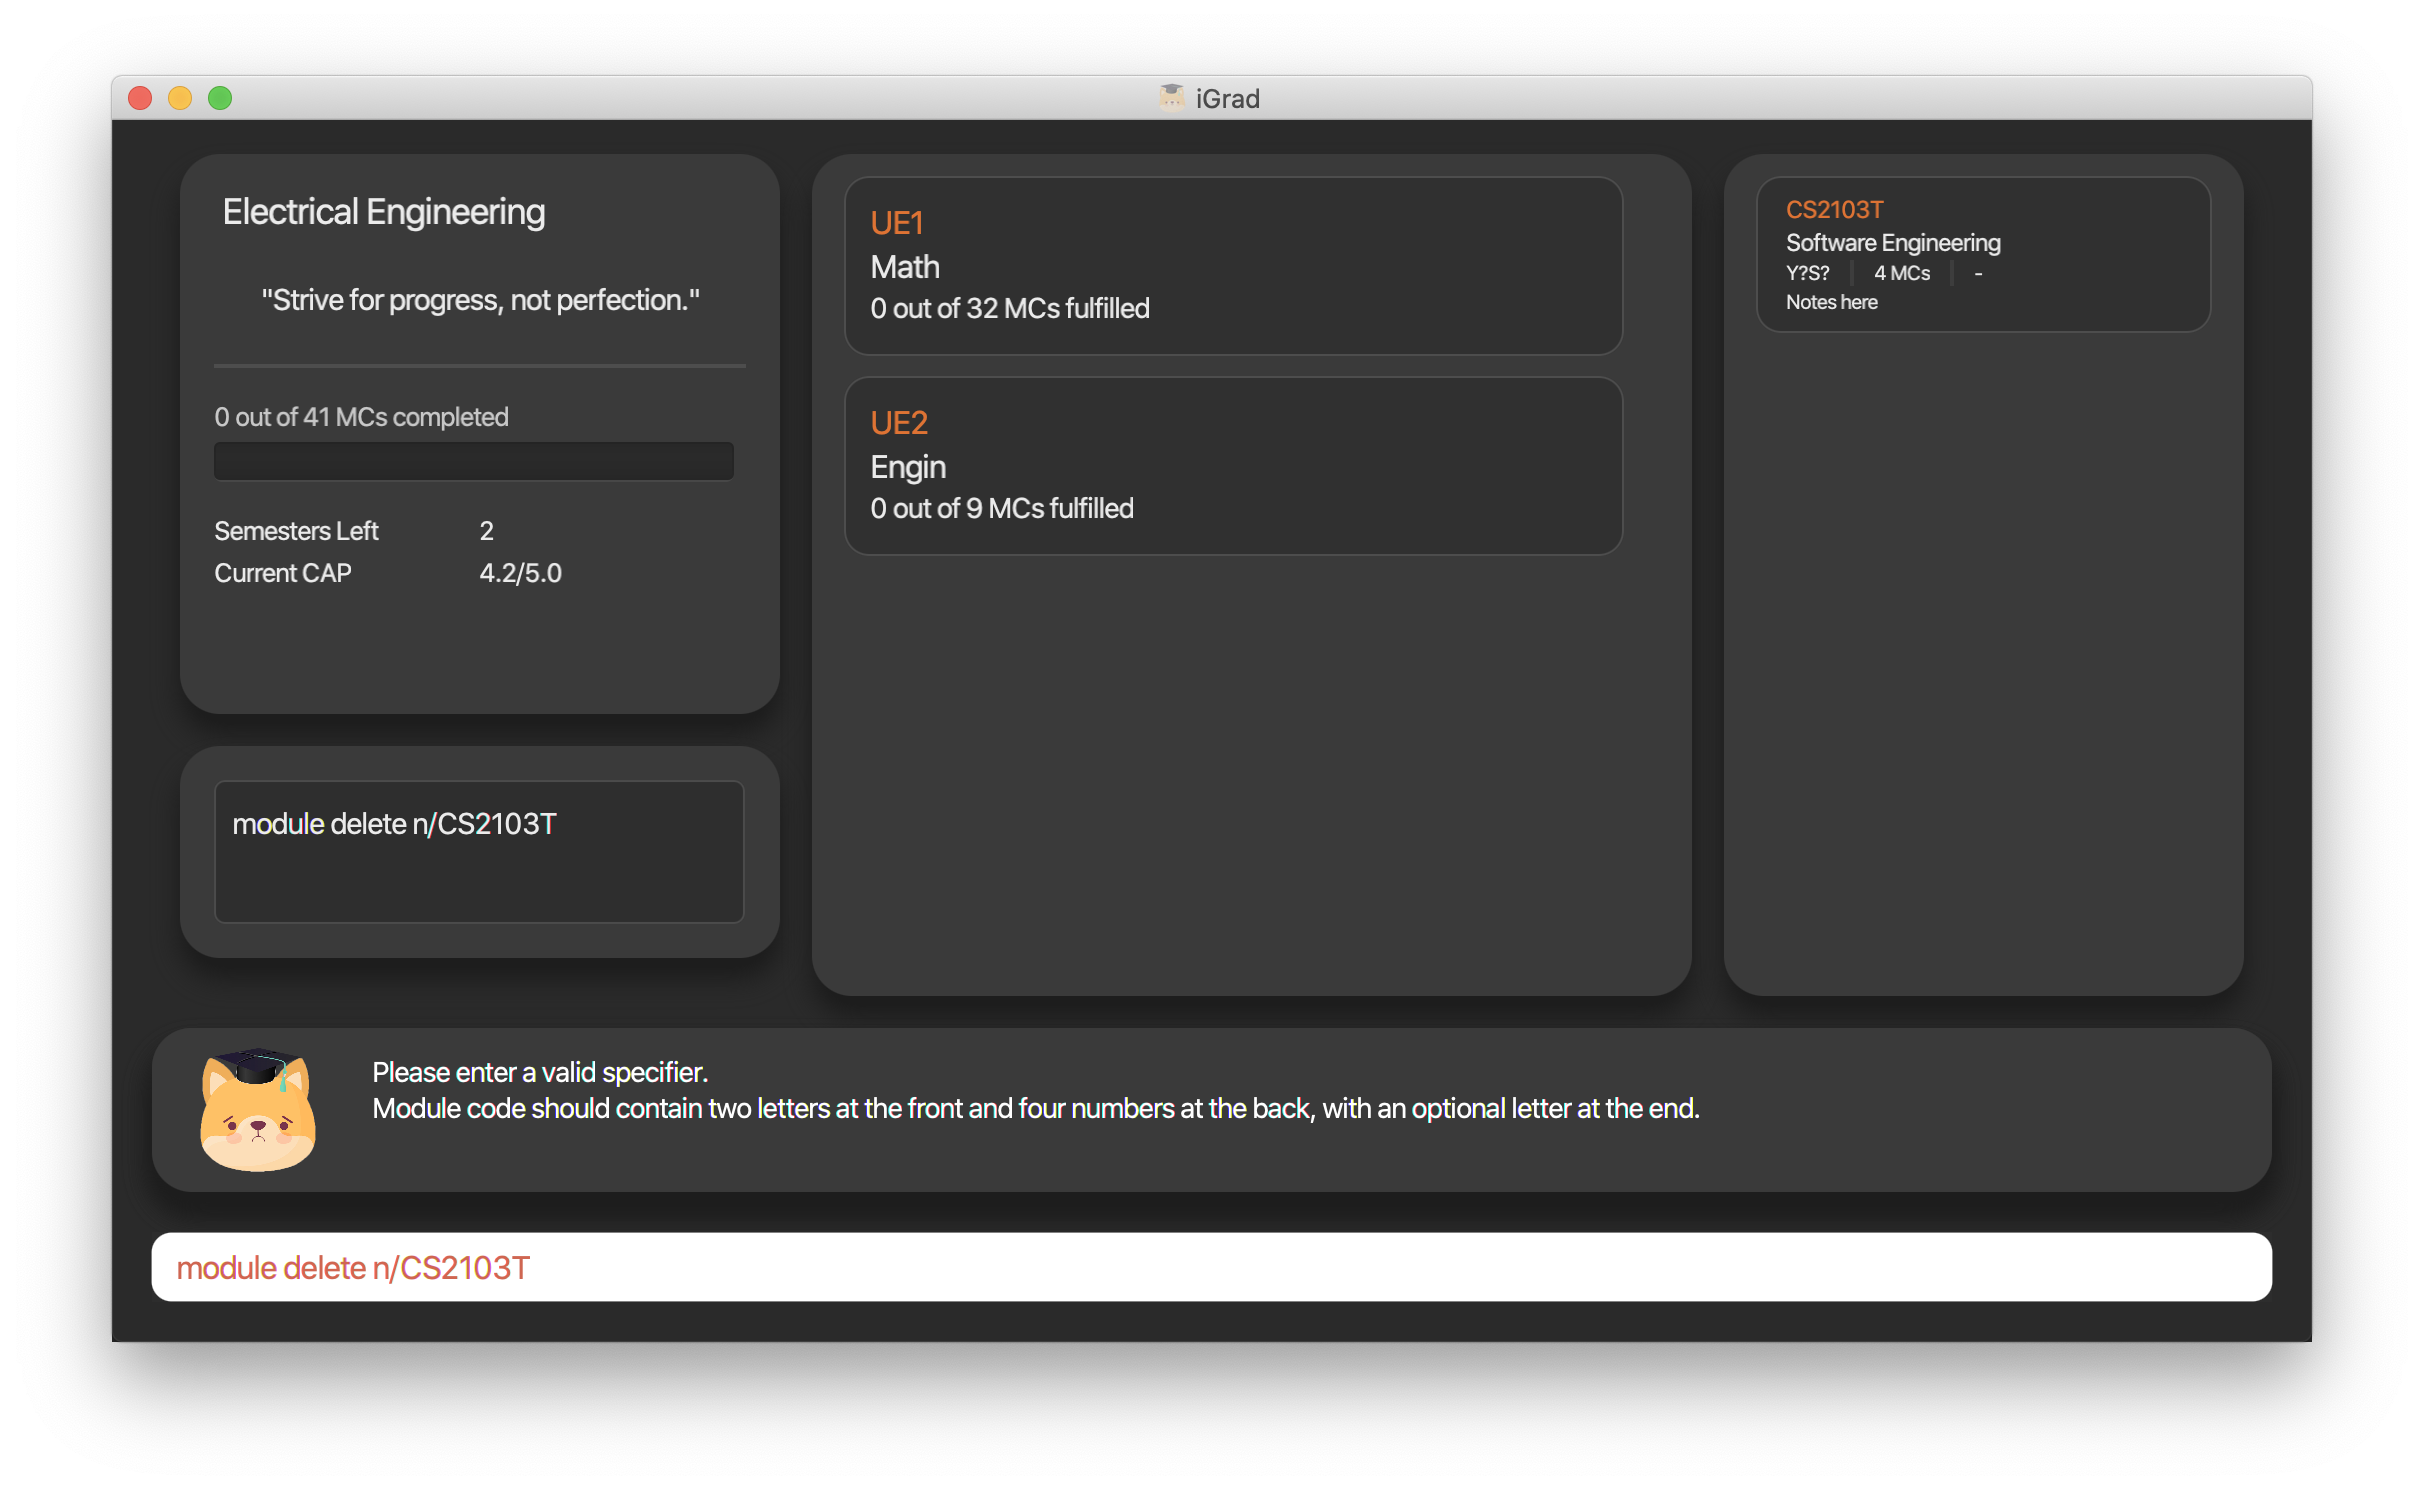 iGrad
Electrical Engineering
"Strive for progress, not perfection."
0 out of 41 MCs completed
Semesters Left 2
Current CAP 4.2/5.0
module delete n/CS2103T
UE1
Math
0 out of 32 MCs fulfilled
UE2
Engin
0 out of 9 MCs fulfilled
CS2103T
Software Engineering
Y?S? 4 MCs -
Notes here
Please enter a valid specifier.
Module code should contain two letters at the front and four numbers at the back, with an optional letter at the end.
module delete n/CS2103T